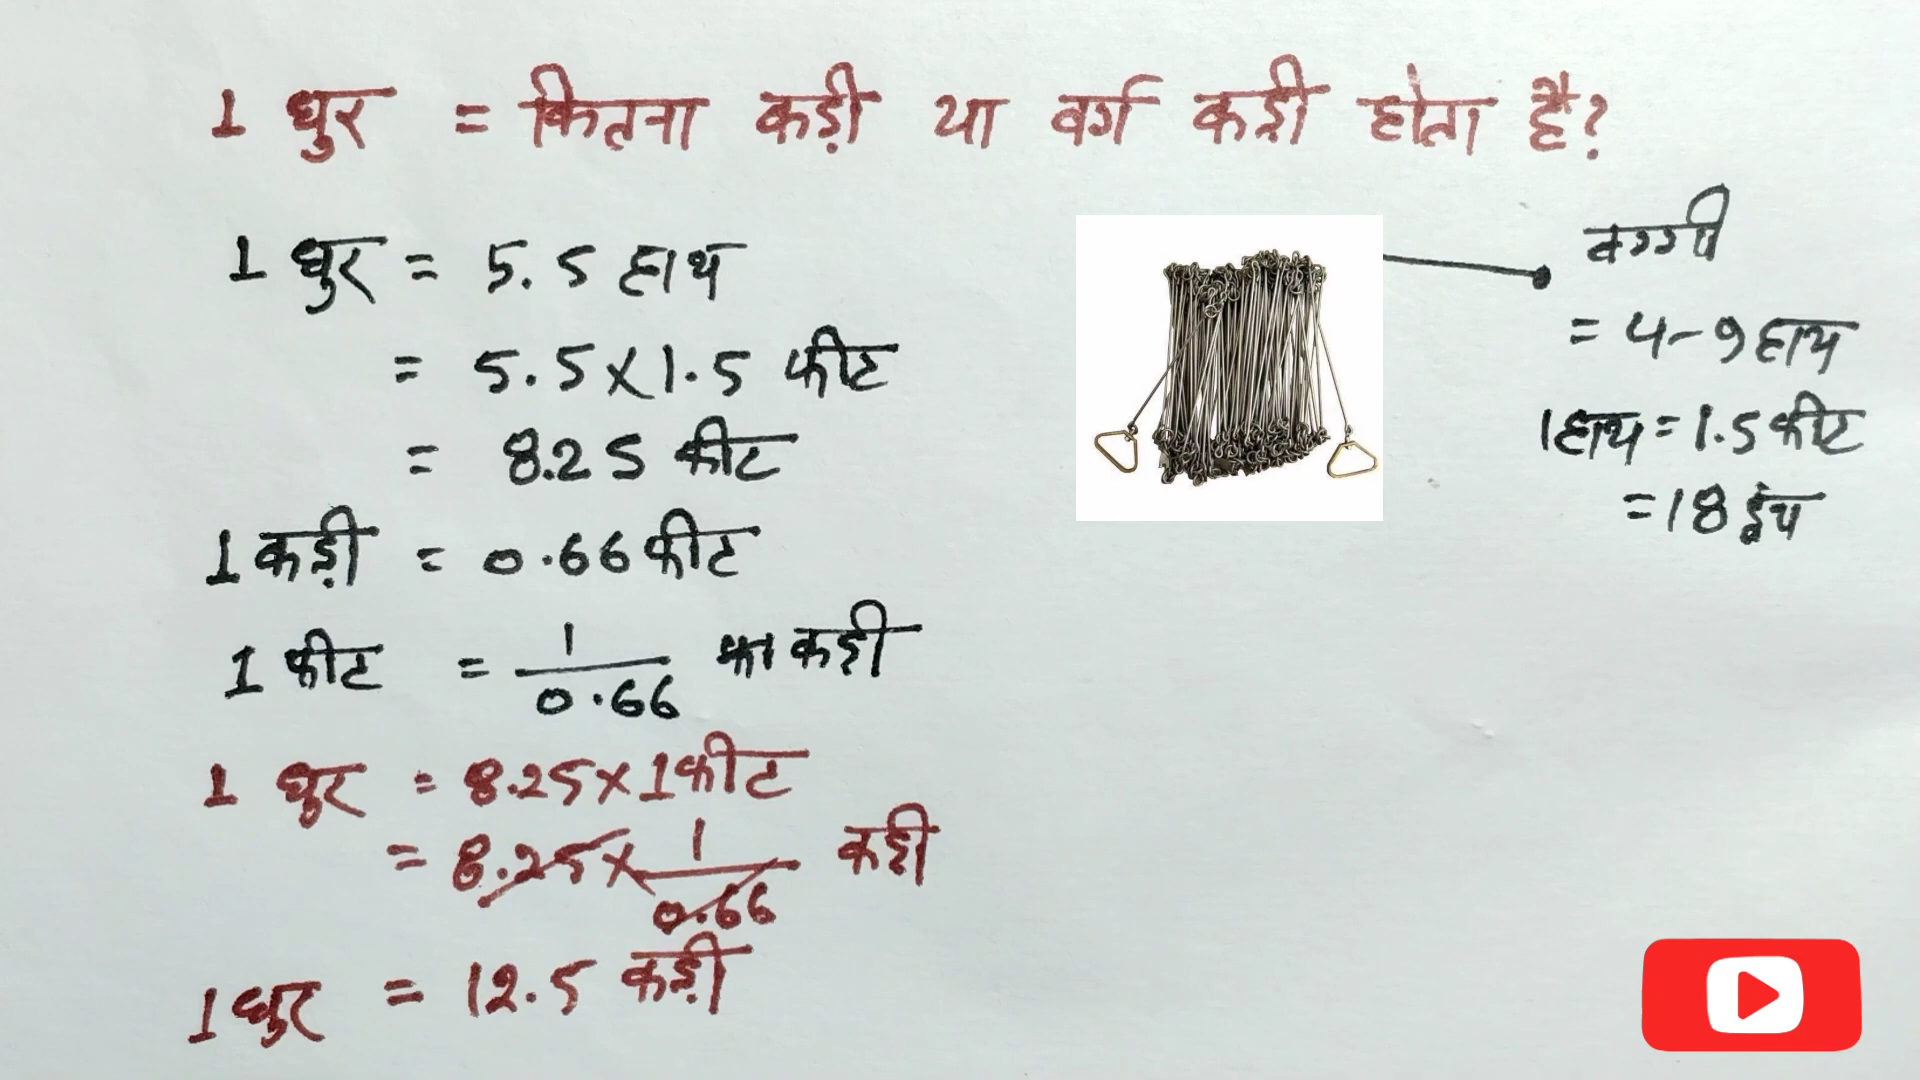 1 धुर = कितना कड़ी या वर्ग कड़ी होता है?
1 धुर = 5.5 हाथ
= 5.5 x 1.5 फीट
= 8.25 फीट
1 कड़ी = 0.66 फीट
1 फीट = 1/0.66 कड़ी
1 धुर = 8.25 x 1 फीट
= 8.25 x 1/0.66 कड़ी
1 धुर = 12.5 कड़ी
= 4-9 हाथ
1 हाथ = 1.5 फीट
= 18 इंच